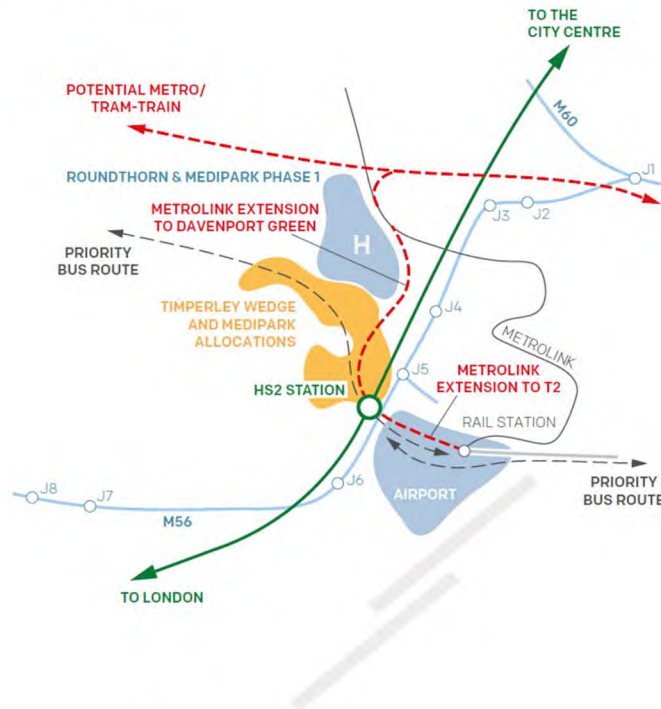 TO THE
CITY CENTRE
POTENTIAL METRO/
TRAM-TRAIN
M60
J1
ROUNDTHORN & MEDIPARK PHASE 1
J3
J2
METROLINK EXTENSION
TO DAVENPORT GREEN
H
PRIORITY
BUS ROUTE
TIMPERLEY WEDGE
AND MEDIPARK
ALLOCATIONS
J4
METROLINK
J5
HS2 STATION
METROLINK
EXTENSION TO T2
RAIL STATION
J6
AIRPORT
PRIORITY
BUS ROUTE
J8
J7
M56
TO LONDON